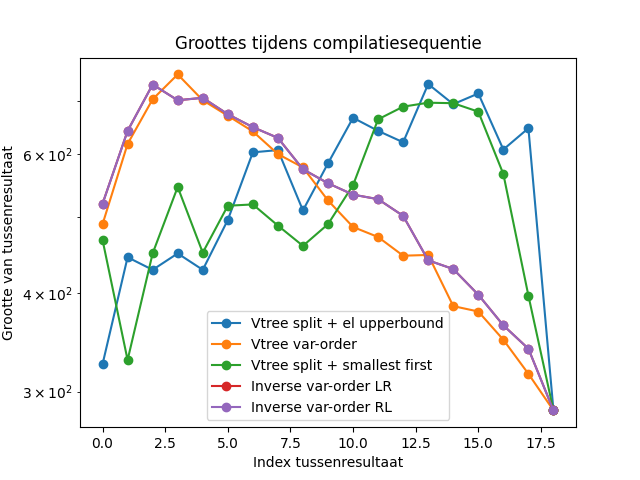 Groottes tijdens compilatiesequentie
Grootte van tussenresultaat
6 × 10²
4 × 10²
3 × 10²
Vtree split + el upperbound
Vtree var-order
Vtree split + smallest first
Inverse var-order LR
Inverse var-order RL
0.0 2.5 5.0 7.5 10.0 12.5 15.0 17.5
Index tussenresultaat